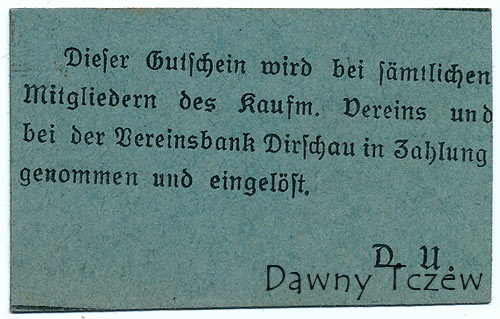 Dieser Gutschein wird bei sämtlichen
Mitgliedern des Kaufm. Vereins und
bei der Vereinsbank Dirschau in Zahlung
genommen und eingelöst.
D. U.
Dawny Tczew